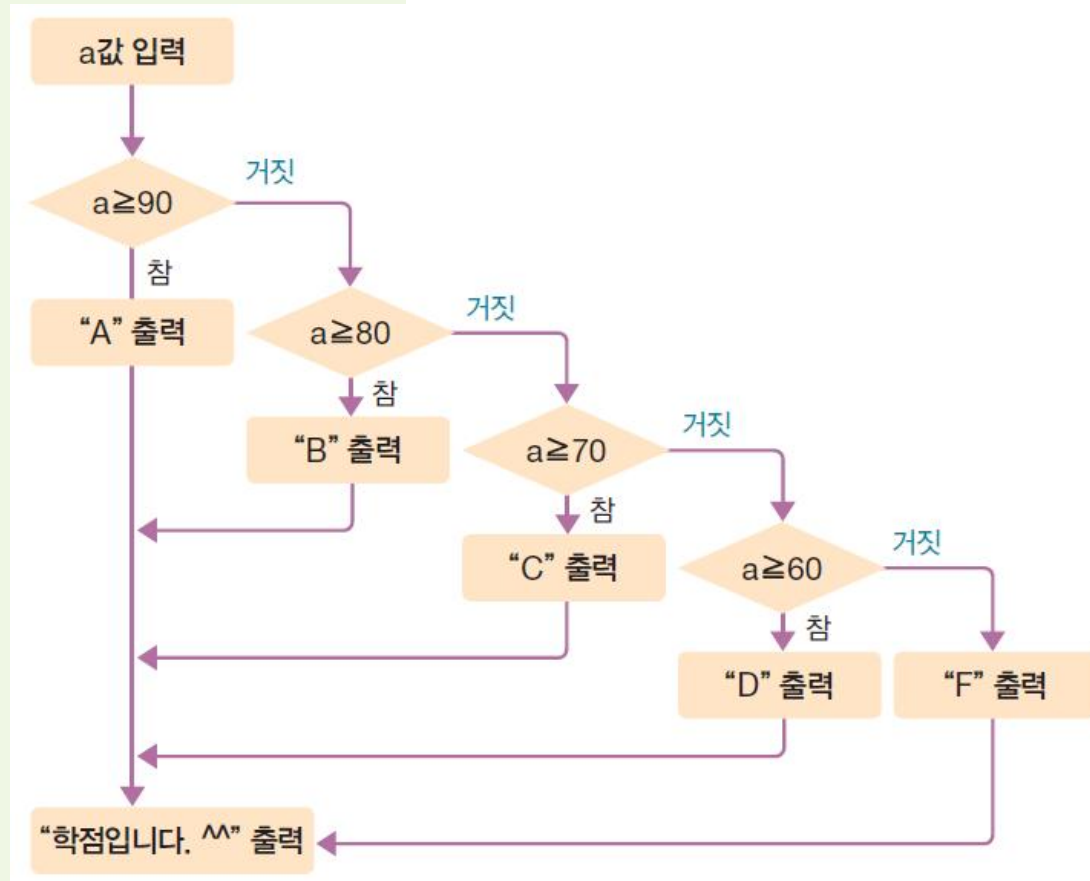 a값 입력
거짓
a≧90
참
거짓
“A” 출력
a≧80
참
거짓
“B” 출력
a≧70
참
거짓
“C” 출력
a≧60
참
“D” 출력
“F” 출력
“학점입니다. ^^” 출력